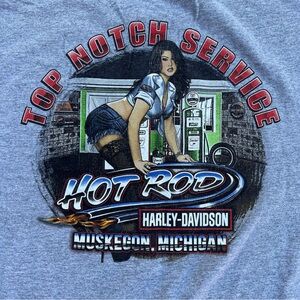 TOP NOTCH SERVICE
HOT ROD
HARLEY-DAVIDSON
MUSKEGON, MICHIGAN